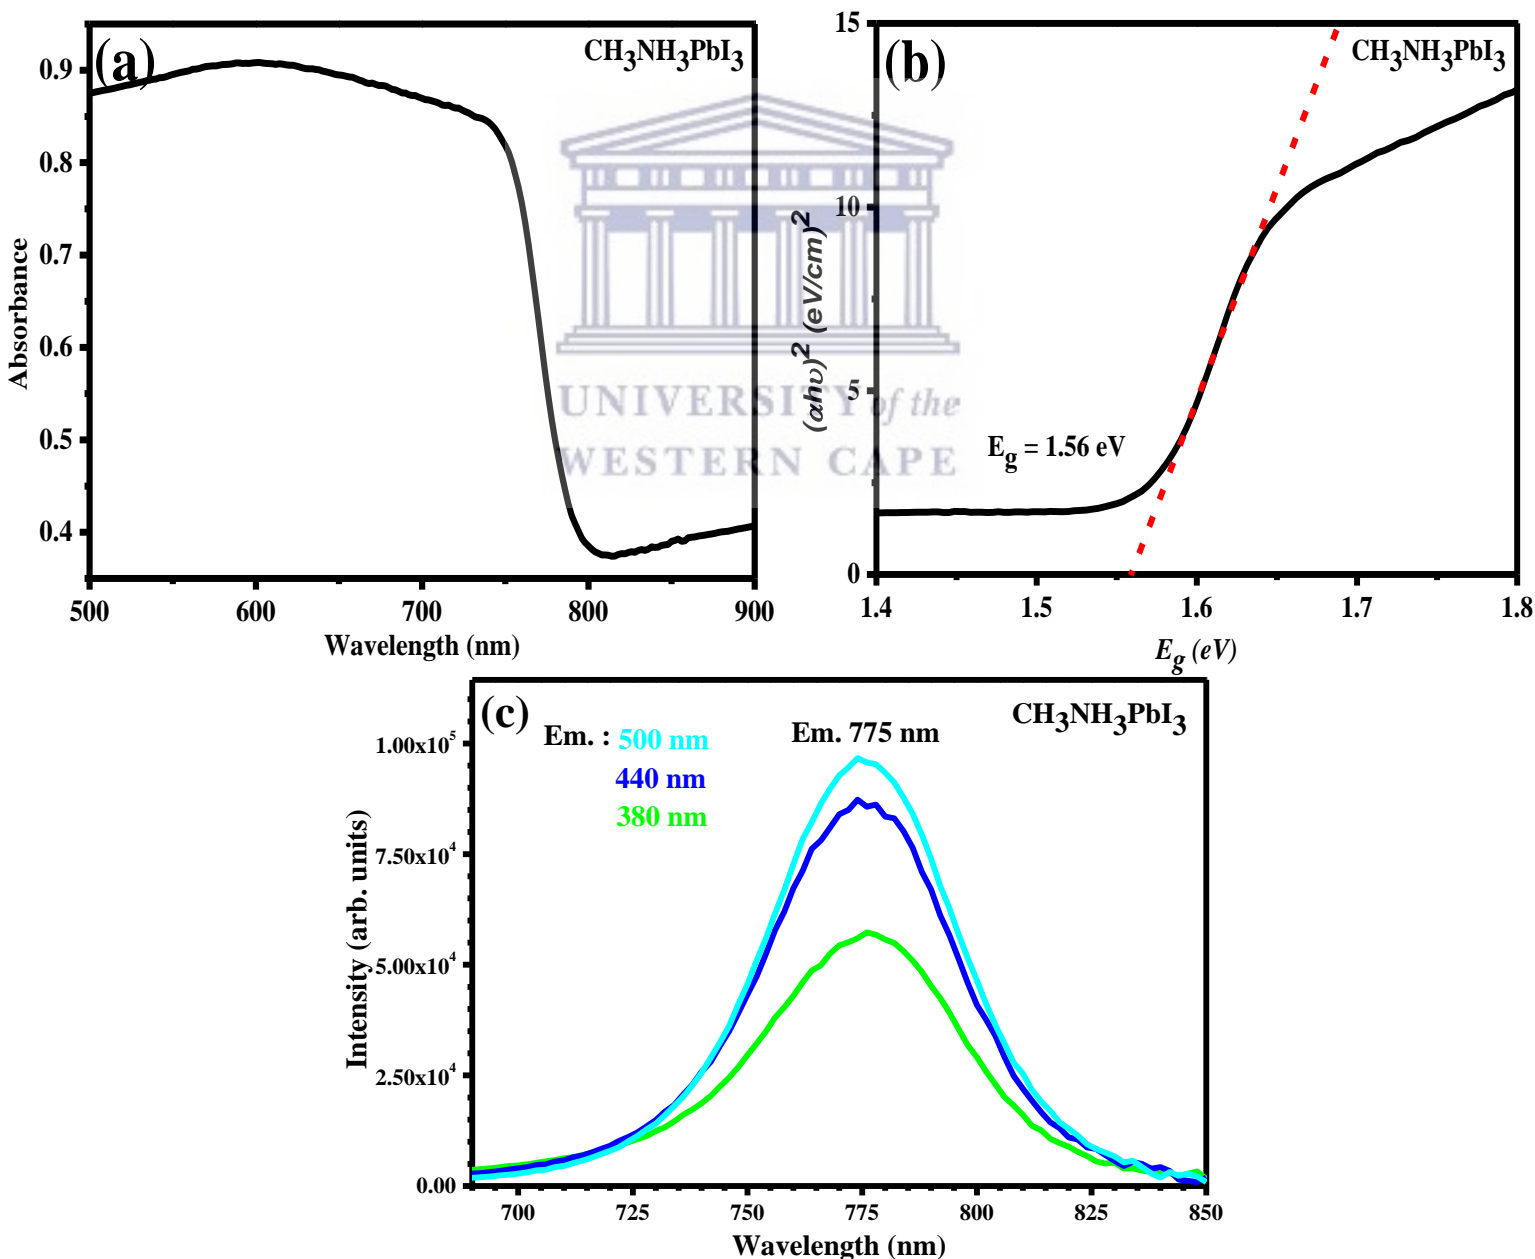 (a)
CH3NH3PbI3
0.9
0.8
0.7
0.6
0.5
0.4
Absorbance
500 600 700 800 900
Wavelength (nm)
(b)
CH3NH3PbI3
15
10
5
0
(αhυ)2 (eV/cm)2
Eg = 1.56 eV
1.4 1.5 1.6 1.7 1.8
Eg (eV)
UNIVERSITY of the
WESTERN CAPE
(c)
CH3NH3PbI3
Em. : 500 nm
440 nm
380 nm
Em. 775 nm
1.00x10⁵
7.50x10⁴
5.00x10⁴
2.50x10⁴
0.00
Intensity (arb. units)
700 725 750 775 800 825 850
Wavelength (nm)